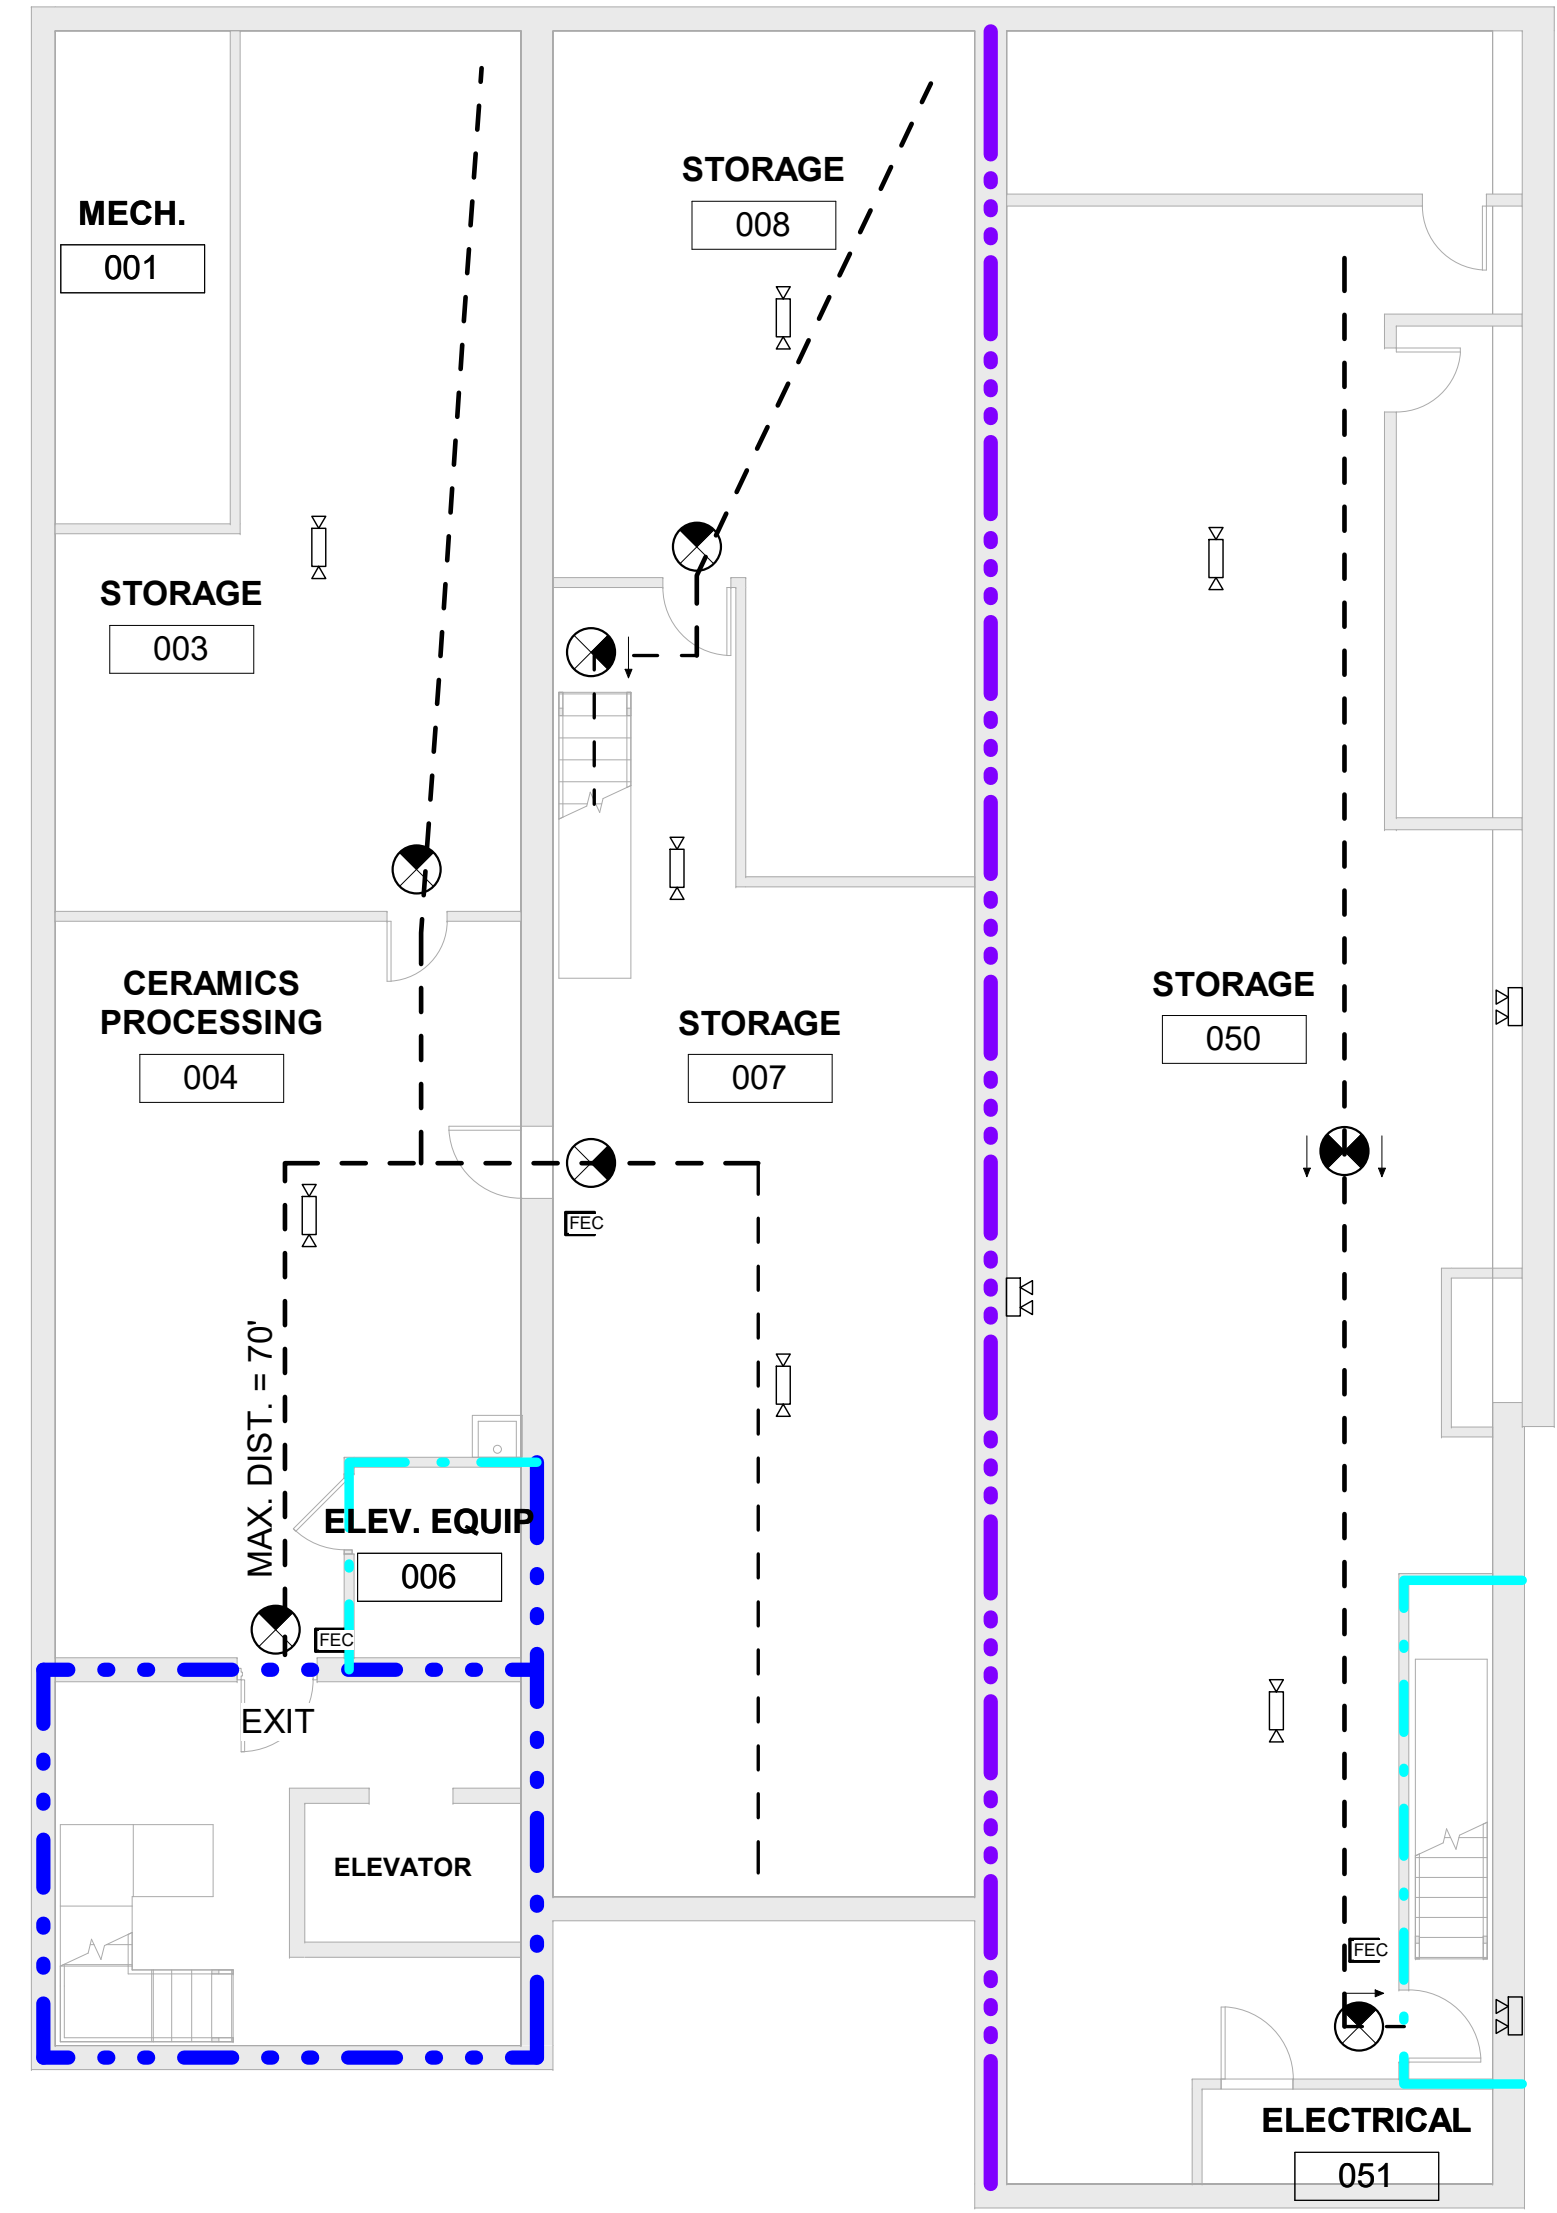 STORAGE
008
MECH.
001
STORAGE
003
CERAMICS
PROCESSING
004
STORAGE
007
STORAGE
050
FEC
MAX. DIST. = 70'
ELEV. EQUIP
006
FEC
EXIT
ELEVATOR
FEC
ELECTRICAL
051